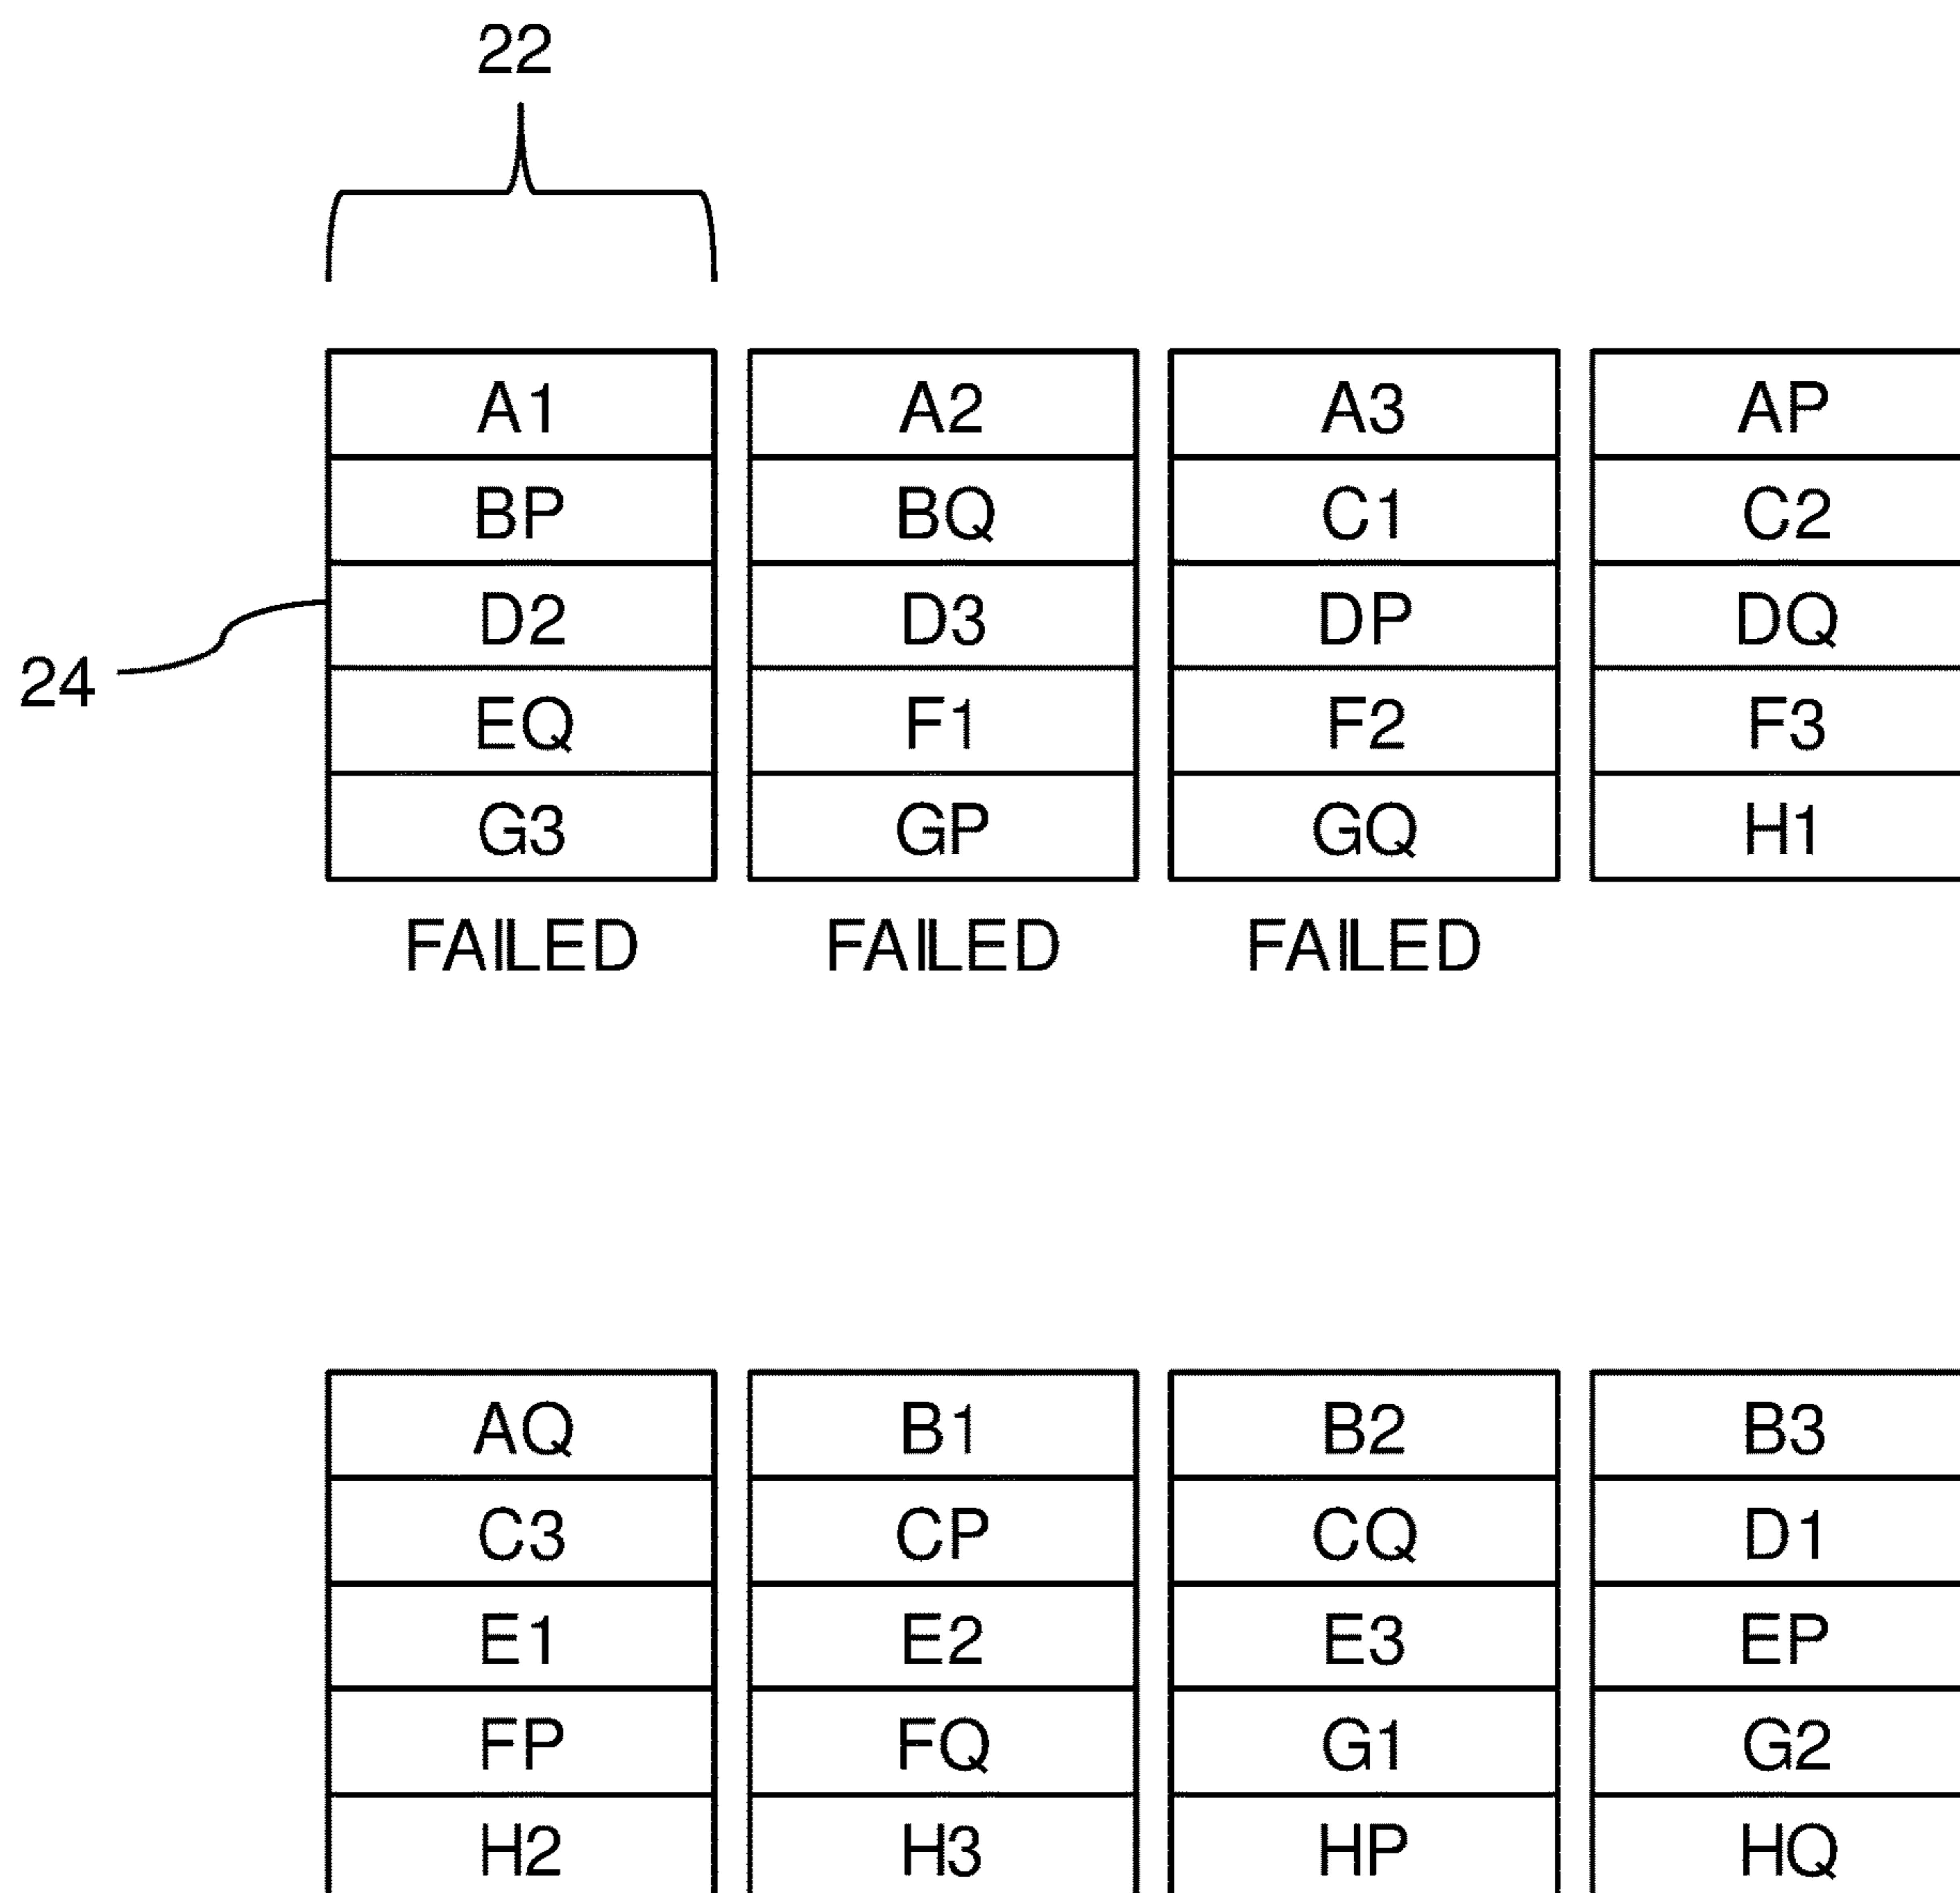 22
A1 A2 A3 AP
BP BQ C1 C2
D2 D3 DP DQ
24
EQ F1 F2 F3
G3 GP GQ H1
FAILED FAILED FAILED
AQ B1 B2 B3
C3 CP CQ D1
E1 E2 E3 EP
FP FQ G1 G2
H2 H3 HP HQ